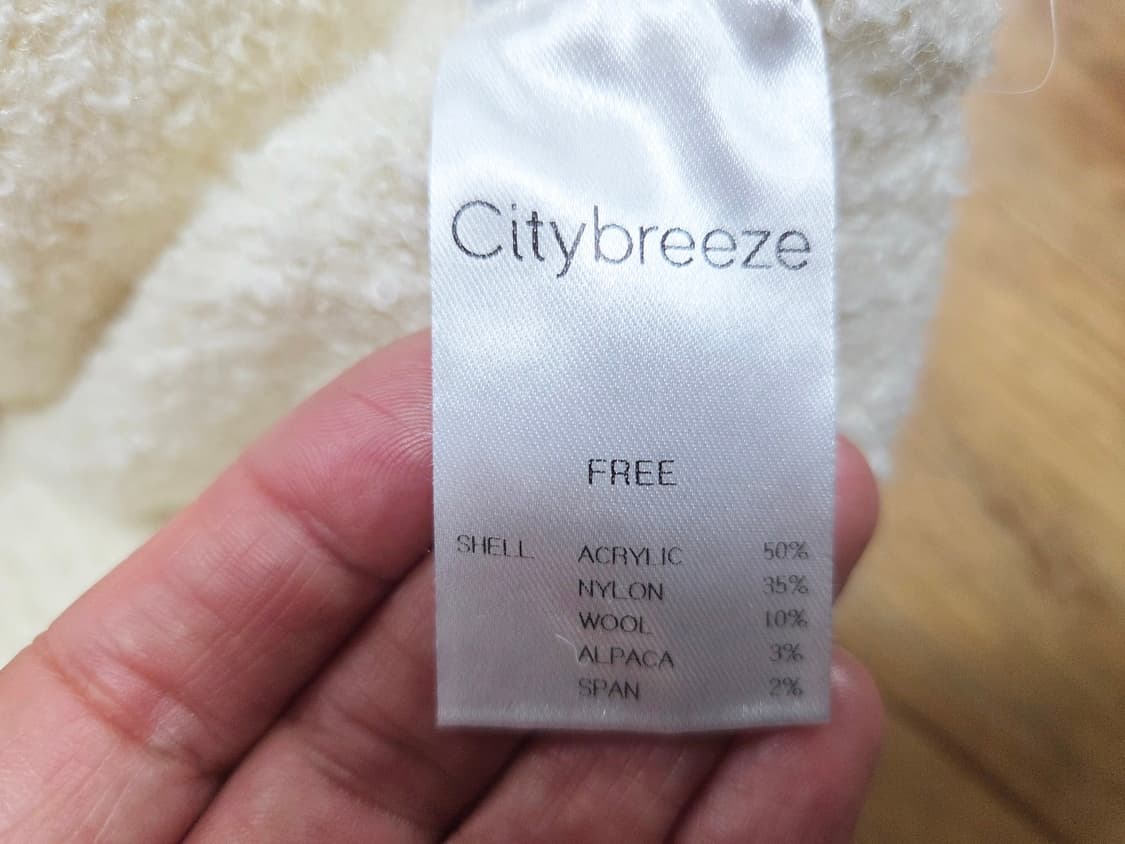 Citybreeze
FREE
SHELL ACRYLIC 50%
NYLON 35%
WOOL 10%
ALPACA 3%
SPAN 2%